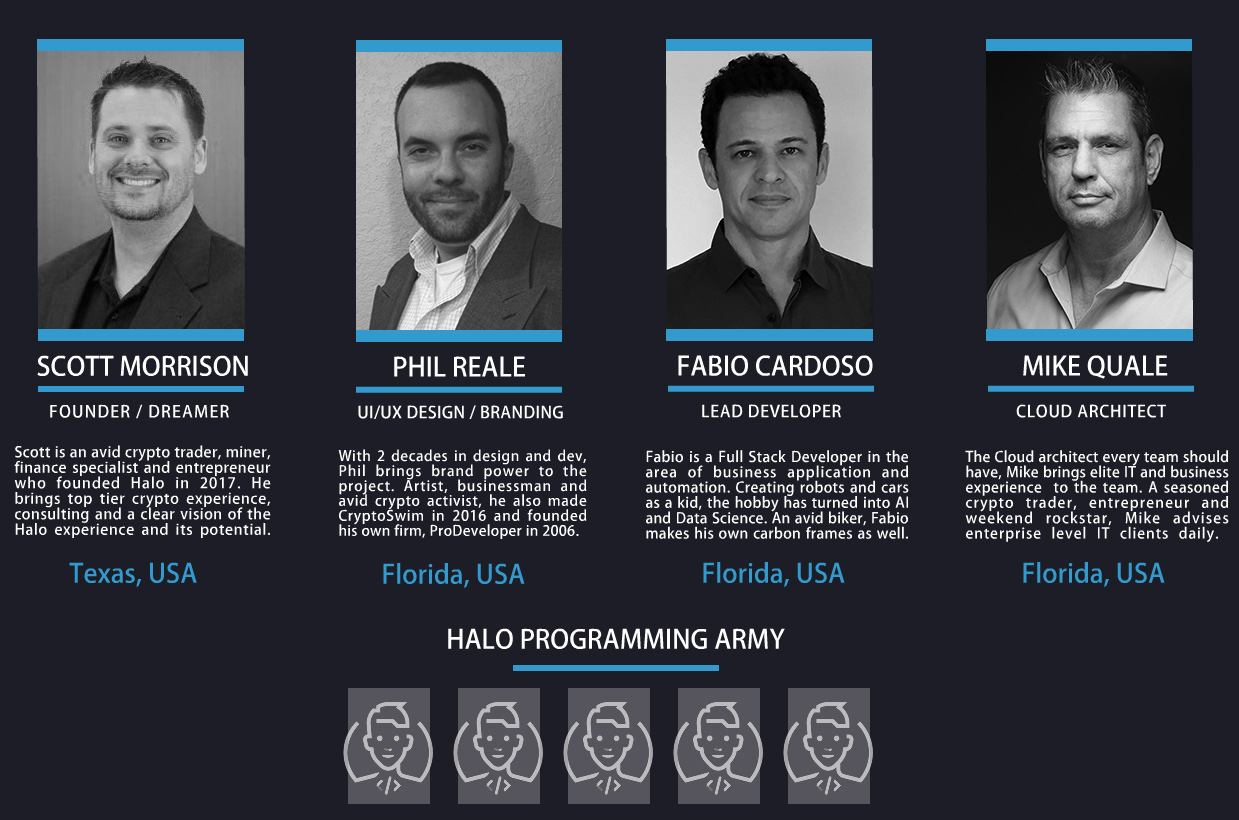 SCOTT MORRISON
FOUNDER / DREAMER
Scott is an avid crypto trader, miner,
finance specialist and entrepreneur
who founded Halo in 2017. He
brings top tier crypto experience,
consulting and a clear vision of the
Halo experience and its potential.
Texas, USA
PHIL REALE
UI/UX DESIGN / BRANDING
With 2 decades in design and dev,
Phil brings brand power to the
project. Artist, businessman and
avid crypto activist, he also made
CryptoSwim in 2016 and founded
his own firm, ProDeveloper in 2006.
Florida, USA
FABIO CARDOSO
LEAD DEVELOPER
Fabio is a Full Stack Developer in the
area of business application and
automation. Creating robots and cars
as a kid, the hobby has turned into AI
and Data Science. An avid biker, Fabio
makes his own carbon frames as well.
Florida, USA
MIKE QUALE
CLOUD ARCHITECT
The Cloud architect every team should
have, Mike brings elite IT and business
experience to the team. A seasoned
crypto trader, entrepreneur and
weekend rockstar, Mike advises
enterprise level IT clients daily.
Florida, USA
HALO PROGRAMMING ARMY